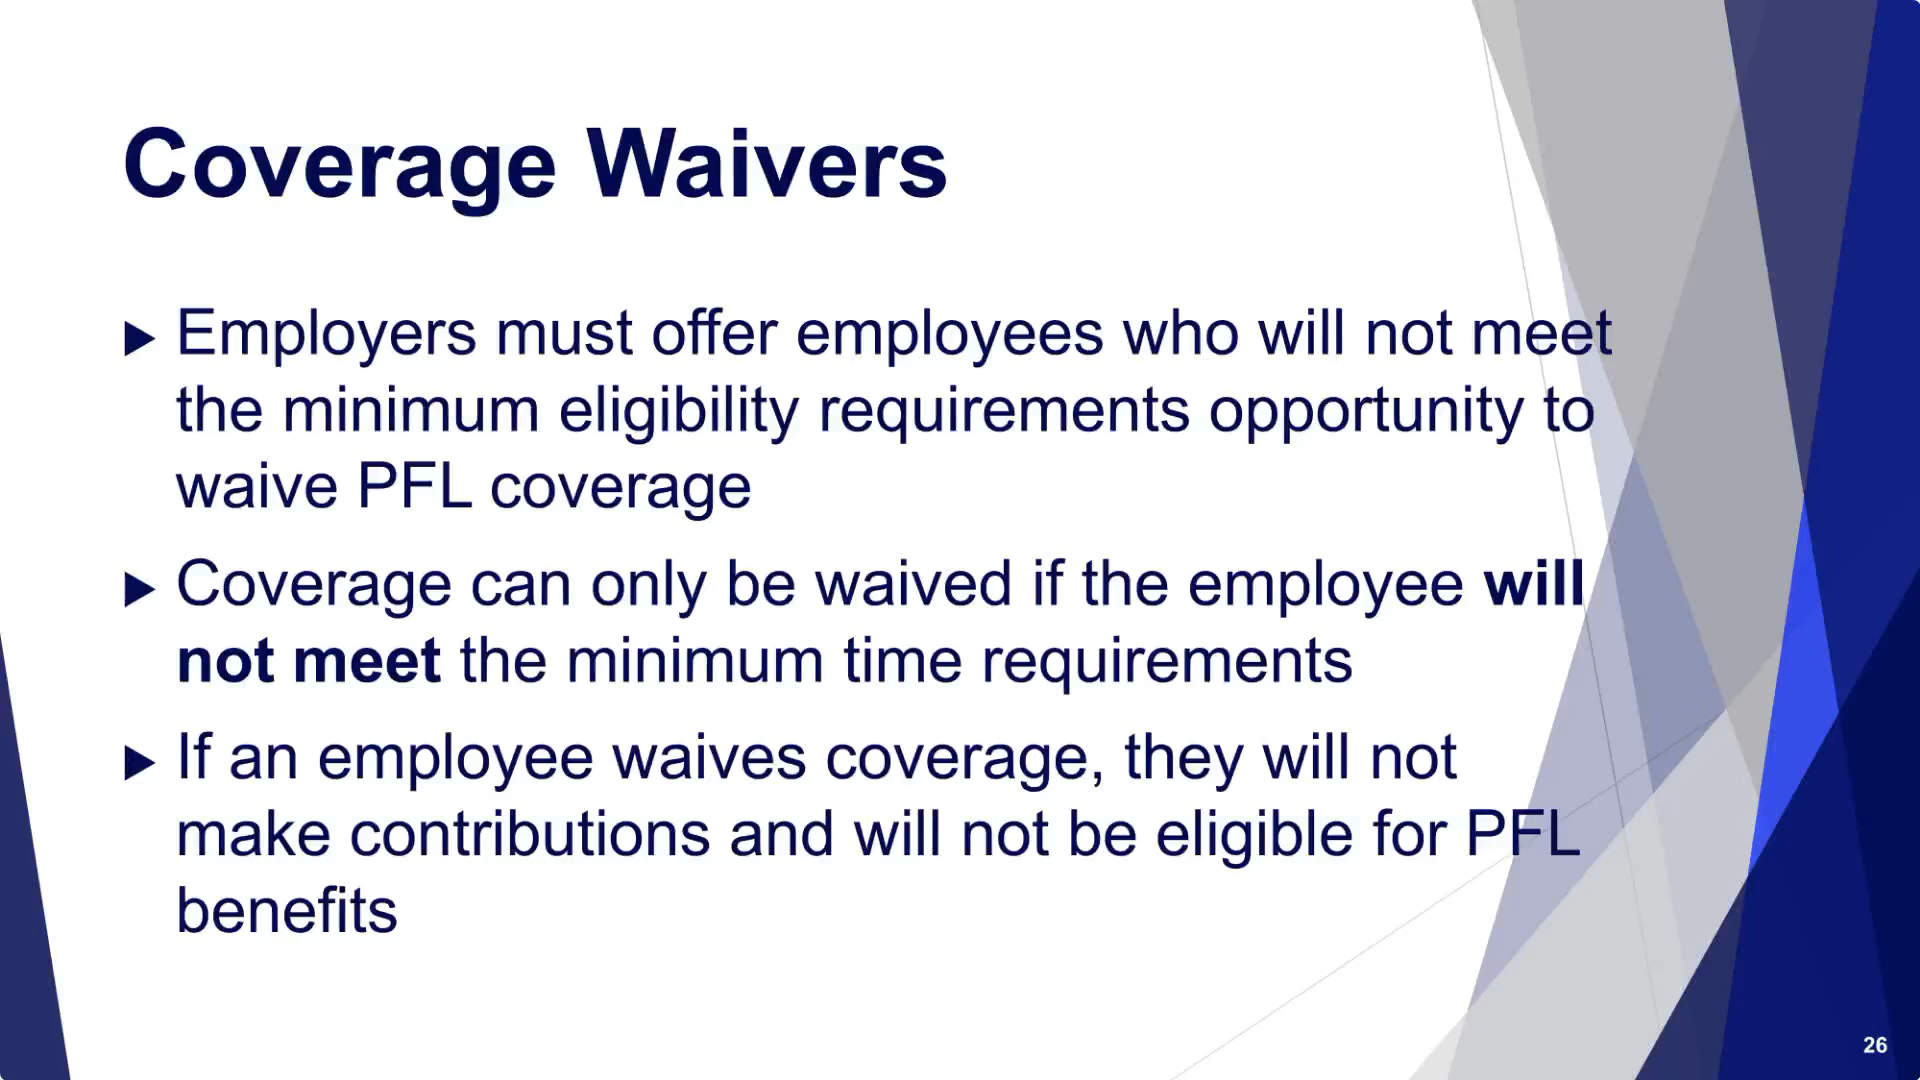 Coverage Waivers
Employers must offer employees who will not meet
the minimum eligibility requirements opportunity to
waive PFL coverage
Coverage can only be waived if the employee will
not meet the minimum time requirements
If an employee waives coverage, they will not
make contributions and will not be eligible for PFL
benefits
26